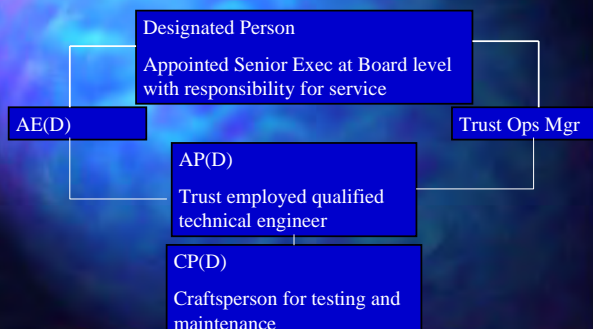 Designated Person
Appointed Senior Exec at Board level
with responsibility for service
AE(D)
Trust Ops Mgr
AP(D)
Trust employed qualified
technical engineer
CP(D)
Craftsperson for testing and
maintenance